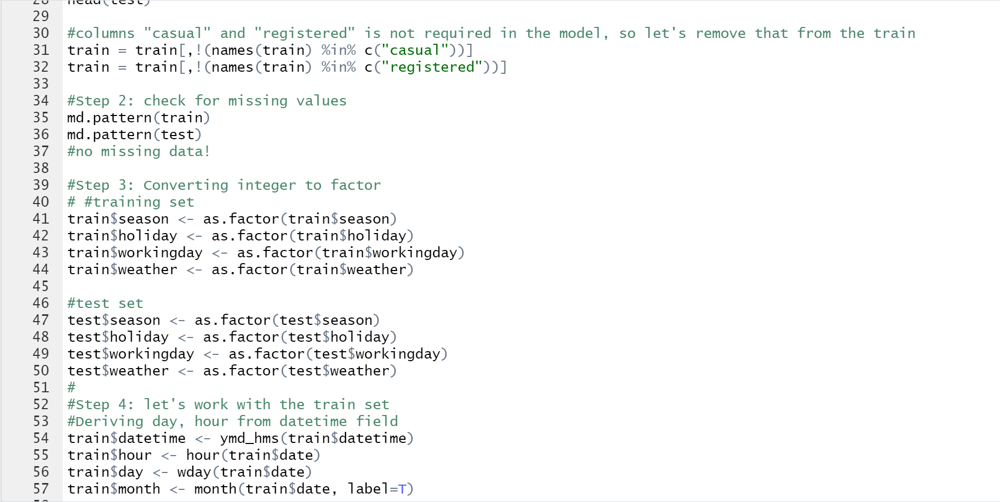 28 head(test)
29
30 #columns "casual" and "registered" is not required in the model, so let's remove that from the train
31 train = train[,!(names(train) %in% c("casual"))]
32 train = train[,!(names(train) %in% c("registered"))]
33
34 #Step 2: check for missing values
35 md.pattern(train)
36 md.pattern(test)
37 #no missing data!
38
39 #Step 3: Converting integer to factor
40 # #training set
41 train$season <- as.factor(train$season)
42 train$holiday <- as.factor(train$holiday)
43 train$workingday <- as.factor(train$workingday)
44 train$weather <- as.factor(train$weather)
45
46 #test set
47 test$season <- as.factor(test$season)
48 test$holiday <- as.factor(test$holiday)
49 test$workingday <- as.factor(test$workingday)
50 test$weather <- as.factor(test$weather)
51 #
52 #Step 4: let's work with the train set
53 #Deriving day, hour from datetime field
54 train$datetime <- ymd_hms(train$datetime)
55 train$hour <- hour(train$date)
56 train$day <- wday(train$date)
57 train$month <- month(train$date, label=T)